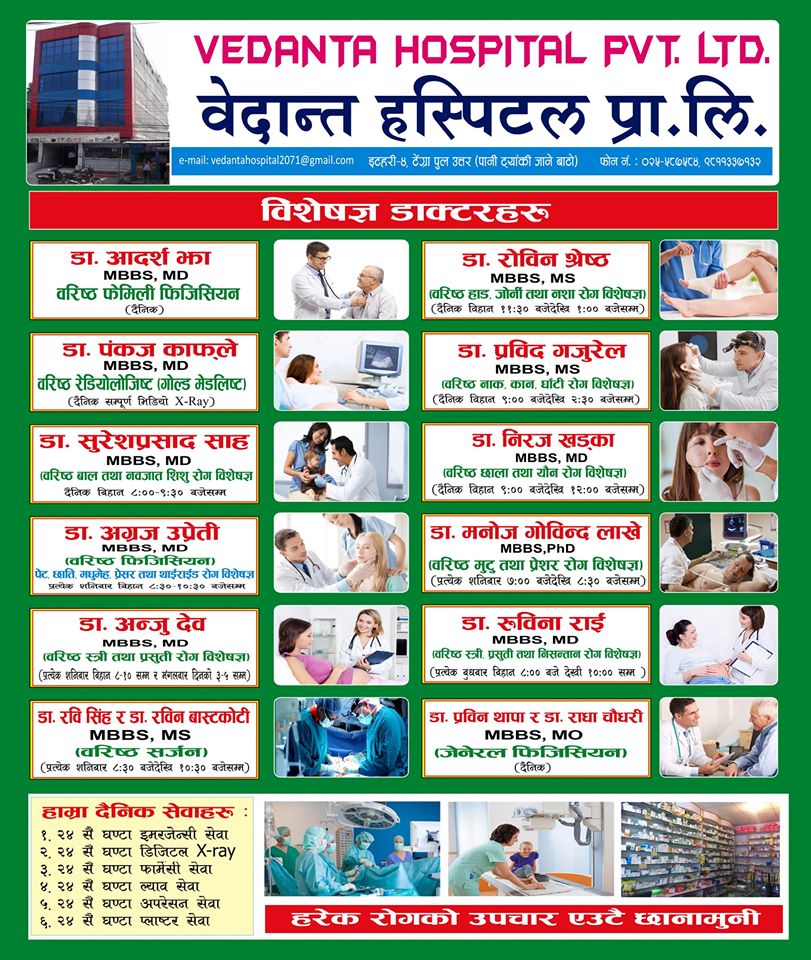 VEDANTA HOSPITAL PVT. LTD.
वेदान्त हस्पिटल प्रा.लि.
e-mail: vedantahospital2071@gmail.com इटहरी-४, टेंग्रा पुल उत्तर (पानी ट्यांकी जाने बाटो) फोन नं. : ०२५-५८७५८४, ९८११३३७१३२
विशेषज्ञ डाक्टरहरू
डा. आदर्श झा
MBBS, MD
वरिष्ठ फेमिली फिजिसियन
(दैनिक)
डा. रोविन श्रेष्ठ
MBBS, MS
(वरिष्ठ हाड, जोर्नी तथा नशा रोग विशेषज्ञ)
(दैनिक बिहान ११:३० बजेदेखि १:०० बजेसम्म)
डा. पंकज काफ्ले
MBBS, MD
वरिष्ठ रेडियोलोजिष्ट (गोल्ड मेडलिष्ट)
(दैनिक सम्पूर्ण भिडियो X-Ray)
डा. प्रविद गजुरेल
MBBS, MS
(वरिष्ठ नाक, कान, घाँटी रोग विशेषज्ञ)
(दैनिक बिहान ९:०० बजेदेखि २:३० बजेसम्म)
डा. सुरेशप्रसाद साह
MBBS, MD
(वरिष्ठ बाल तथा नवजात शिशु रोग विशेषज्ञ
दैनिक बिहान ८:००-९:३० बजेसम्म
डा. निरज खड्का
MBBS, MD
(वरिष्ठ छाला तथा यौन रोग विशेषज्ञ)
(दैनिक बिहान ९:०० बजेदेखि १२:०० बजेसम्म)
डा. अग्रज उप्रेती
MBBS, MD
(वरिष्ठ फिजिसियन)
पेट, छाति, मधुमेह, प्रेसर तथा थाईराईड रोग विशेषज्ञ
प्रत्येक शनिबार बिहान ८:३०-१०:३० बजेसम्म
डा. मनोज गोविन्द लाखे
MBBS,PhD
(वरिष्ठ मुटु तथा प्रेशर रोग विशेषज्ञ)
(प्रत्येक शनिबार ७:०० बजेदेखि ८:३० बजेसम्म)
डा. अन्जु देव
MBBS, MD
(वरिष्ठ स्त्री तथा प्रसुती रोग विशेषज्ञ)
(प्रत्येक शनिबार बिहान ८-१० सम्म र मंगलबार दिनको ३-५ सम्म)
डा. रुविना राई
MBBS, MD
(वरिष्ठ स्त्री, प्रसुती तथा निसन्तान रोग विशेषज्ञ)
(प्रत्येक बुधबार बिहान ८:०० बजे देखी १०:०० सम्म )
डा. रवि सिंह र डा. रविन बास्टकोटी
MBBS, MS
(वरिष्ठ सर्जन)
(प्रत्येक शनिबार ८:३० बजेदेखि १०:३० बजेसम्म)
डा. प्रविन थापा र डा. राधा चौधरी
MBBS, MO
(जेनेरल फिजिसियन)
(दैनिक)
हाम्रा दैनिक सेवाहरू :
१. २४ सै घण्टा इमरजेन्सी सेवा
२. २४ सै घण्टा डिजिटल X-ray
३. २४ सै घण्टा फार्मेसी सेवा
४. २४ सै घण्टा ल्याव सेवा
५. २४ सै घण्टा अपरेसन सेवा
६. २४ सै घण्टा प्लाष्टर सेवा
हरेक रोगको उपचार एउटै छानामुनी